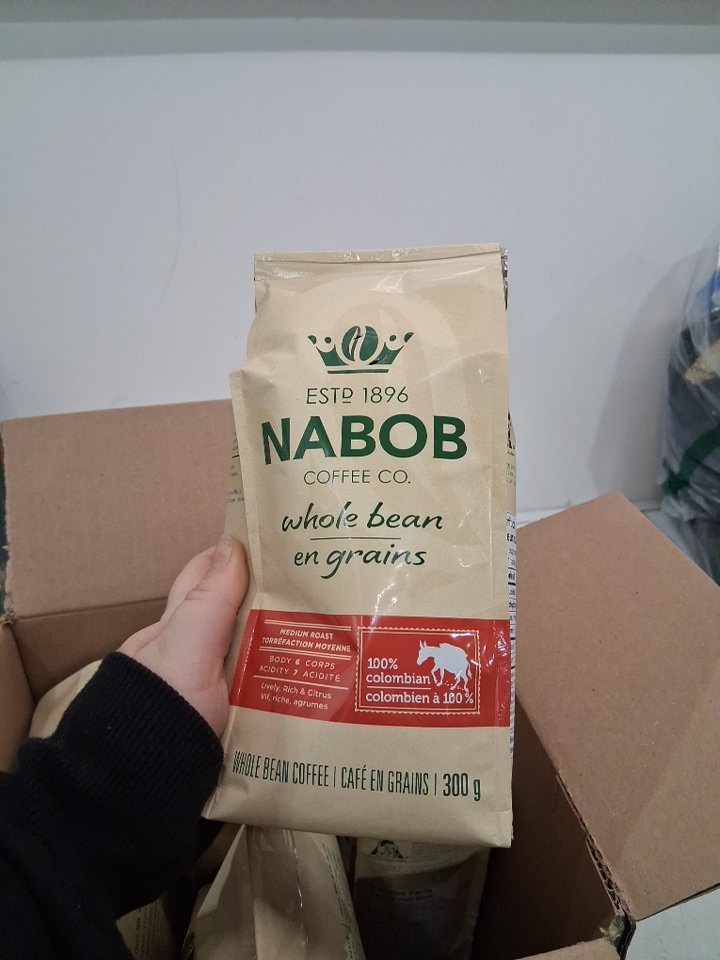 ESTD 1896
NABOB
COFFEE CO.
whole bean
en grains
MEDIUM ROAST
TORRÉFACTION MOYENNE
BODY 6 CORPS
ACIDITY 7 ACIDITÉ
Lively, Rich & Citrus
Vif, riche, agrumes
100%
colombian
colombien à 100 %
WHOLE BEAN COFFEE | CAFÉ EN GRAINS | 300 g